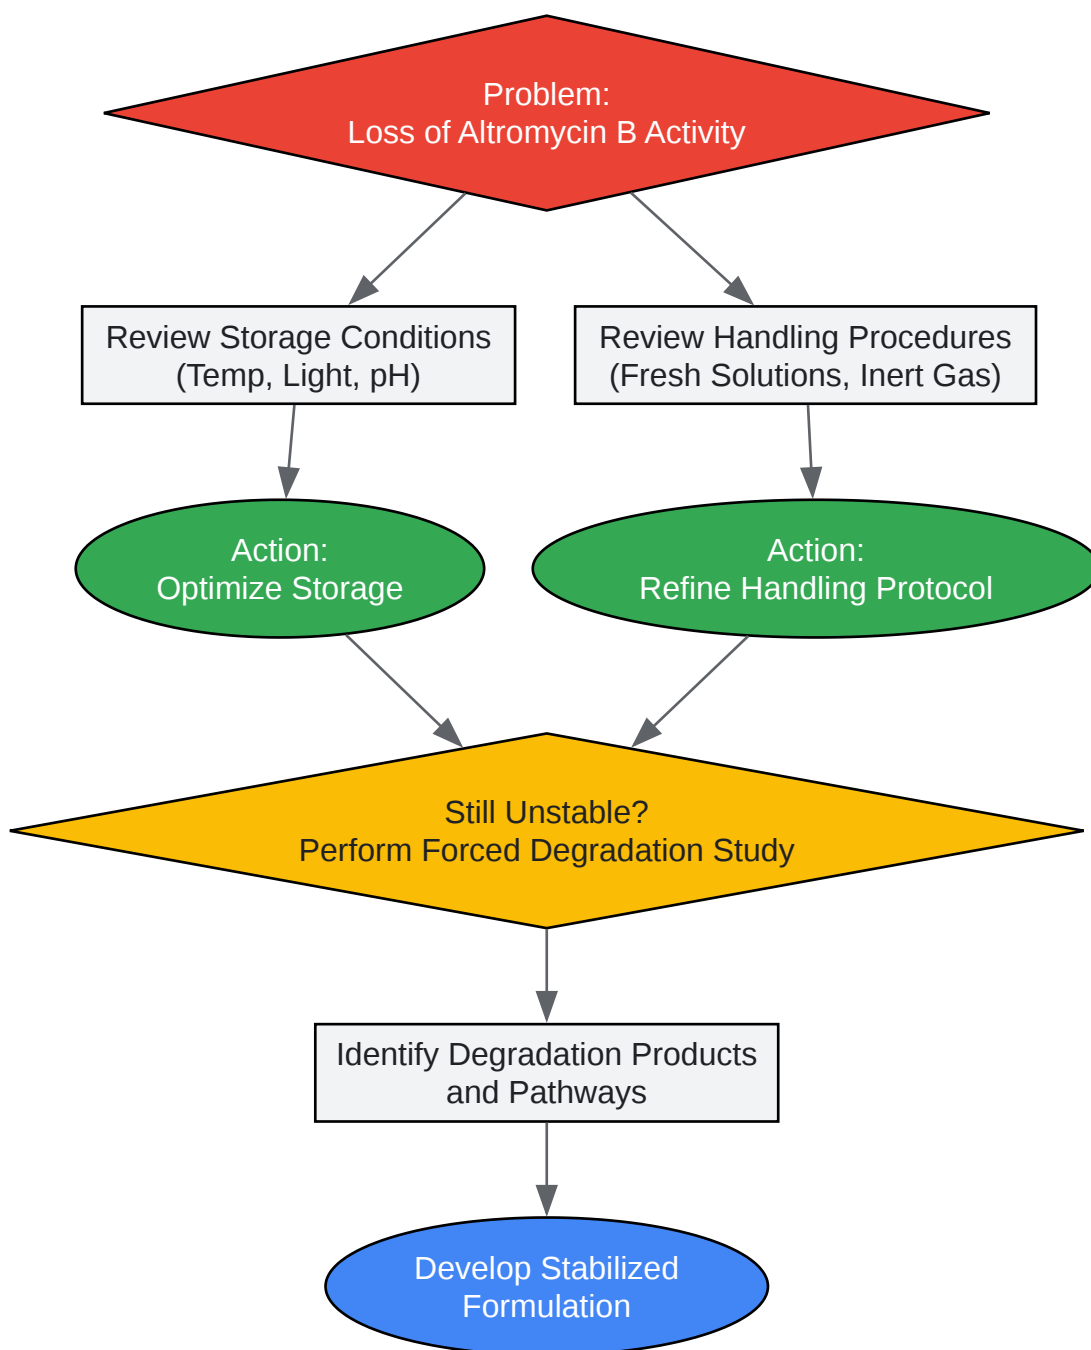 Problem:
Loss of Altromycin B Activity
Review Storage Conditions
(Temp, Light, pH)
Review Handling Procedures
(Fresh Solutions, Inert Gas)
Action:
Optimize Storage
Action:
Refine Handling Protocol
Still Unstable?
Perform Forced Degradation Study
Identify Degradation Products
and Pathways
Develop Stabilized
Formulation